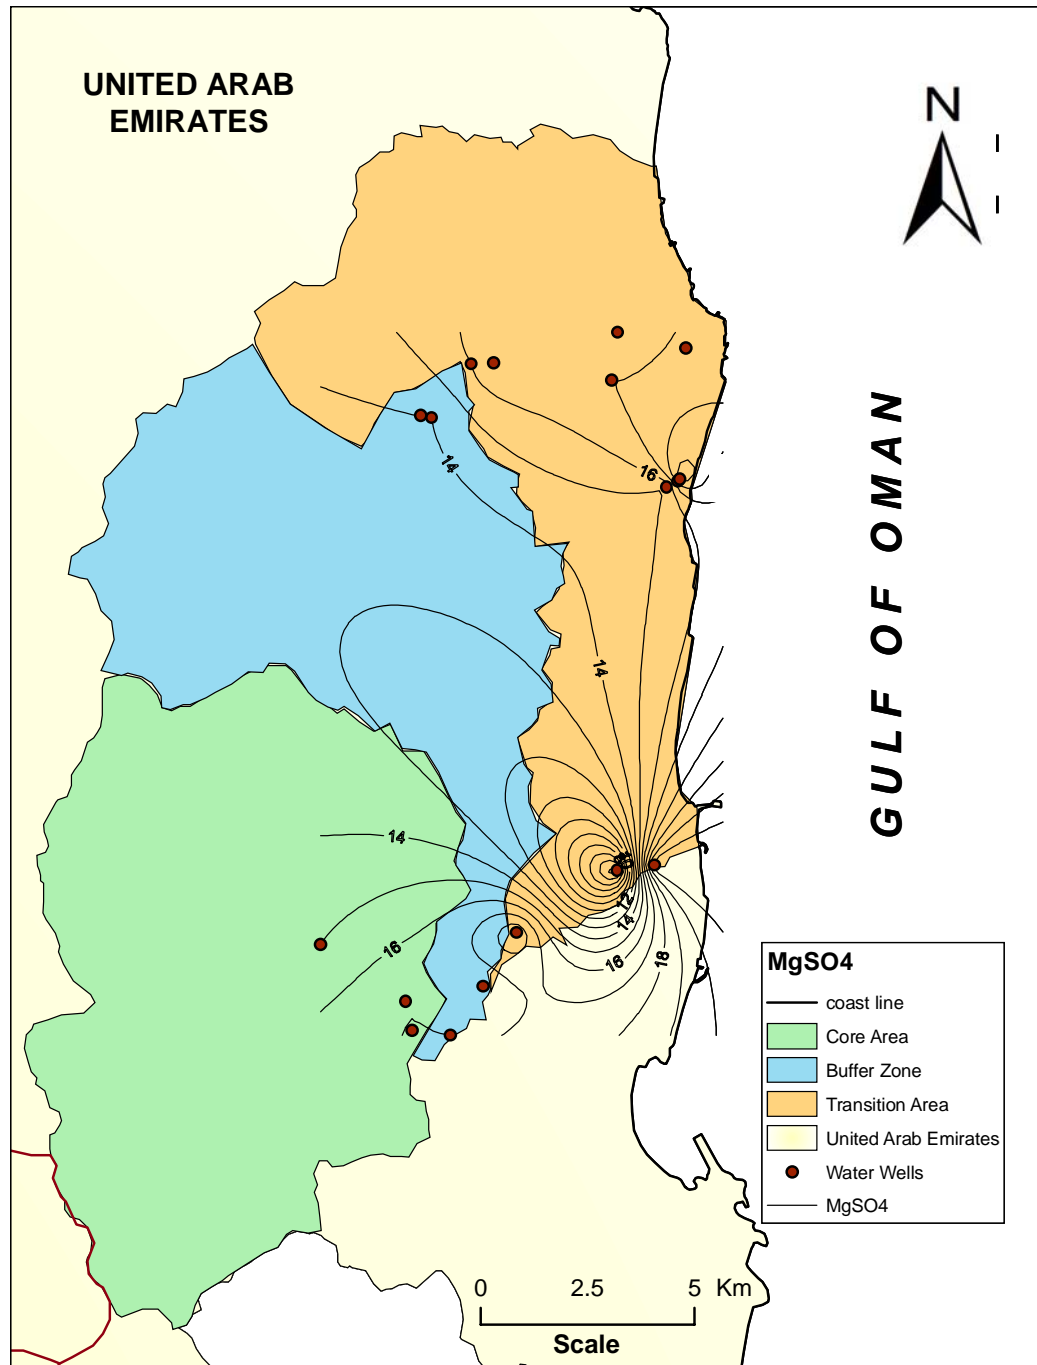 UNITED ARAB
EMIRATES
N
16
14
14
GULF OF OMAN
14
12
14
16
16
18
MgSO4
coast line
Core Area
Buffer Zone
Transition Area
United Arab Emirates
Water Wells
MgSO4
0 2.5 5 Km
Scale